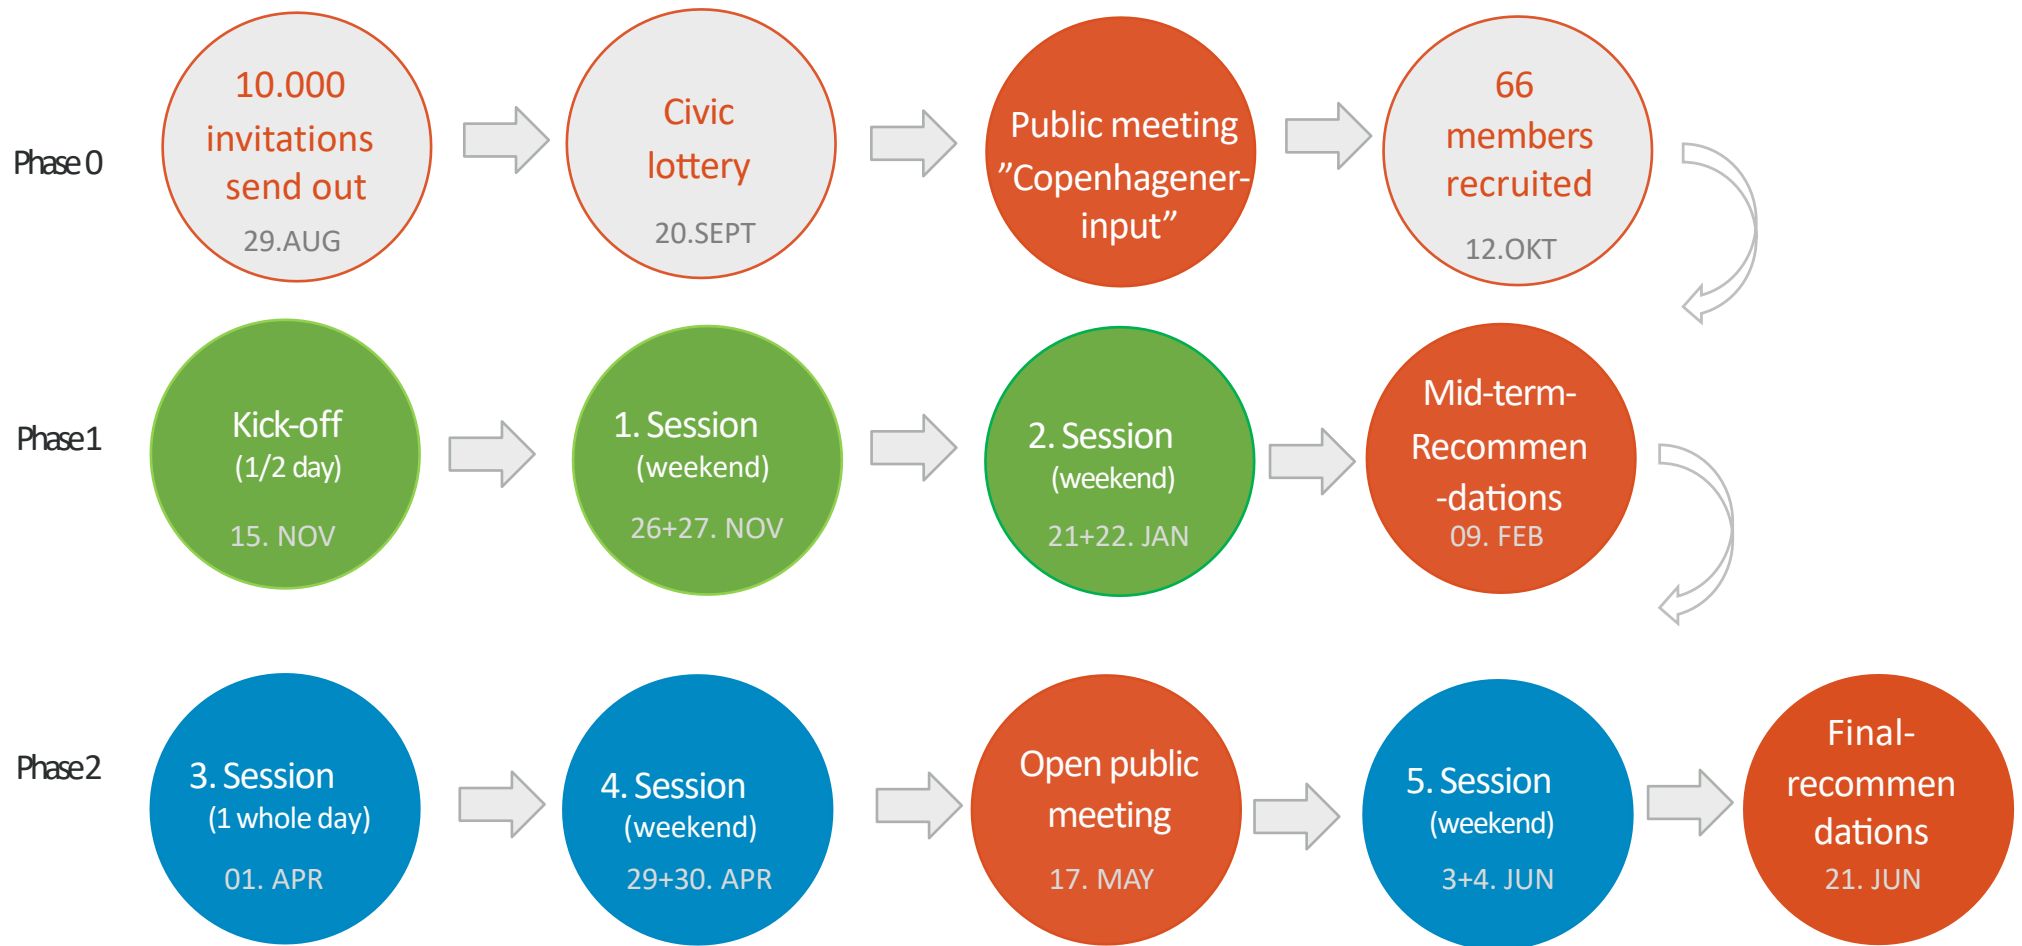 Phase 0
10.000
invitations
send out
29.AUG
Civic
lottery
20.SEPT
Public meeting
”Copenhagener-
input”
66
members
recruited
12.OKT
Phase 1
Kick-off
(1/2 day)
15. NOV
1. Session
(weekend)
26+27. NOV
2. Session
(weekend)
21+22. JAN
Mid-term-
Recommen
-dations
09. FEB
Phase 2
3. Session
(1 whole day)
01. APR
4. Session
(weekend)
29+30. APR
Open public
meeting
17. MAY
5. Session
(weekend)
3+4. JUN
Final-
recommen
dations
21. JUN